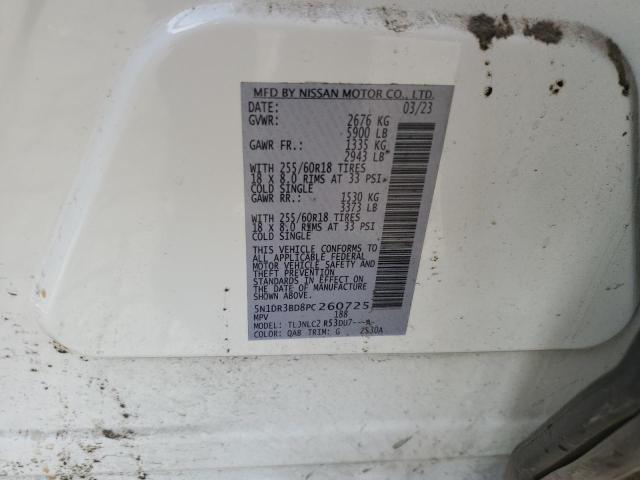 MFD BY NISSAN MOTOR CO., LTD.
DATE: 03/23
GVWR: 2676 KG
5900 LB
GAWR FR.: 1335 KG
2943 LB
WITH 255/60R18 TIRES
18 X 8.0 RIMS AT 33 PSI
COLD SINGLE
GAWR RR.: 1530 KG
3373 LB
WITH 255/60R18 TIRES
18 X 8.0 RIMS AT 33 PSI
COLD SINGLE
THIS VEHICLE CONFORMS TO
ALL APPLICABLE FEDERAL
MOTOR VEHICLE SAFETY AND
THEFT PREVENTION
STANDARDS IN EFFECT ON
THE DATE OF MANUFACTURE
SHOWN ABOVE
5N1DR3BD8PC260725
MPV 188
MODEL: TLJNLC2 R53DU7---A-
COLOR: QAB TRIM: G 2S30A